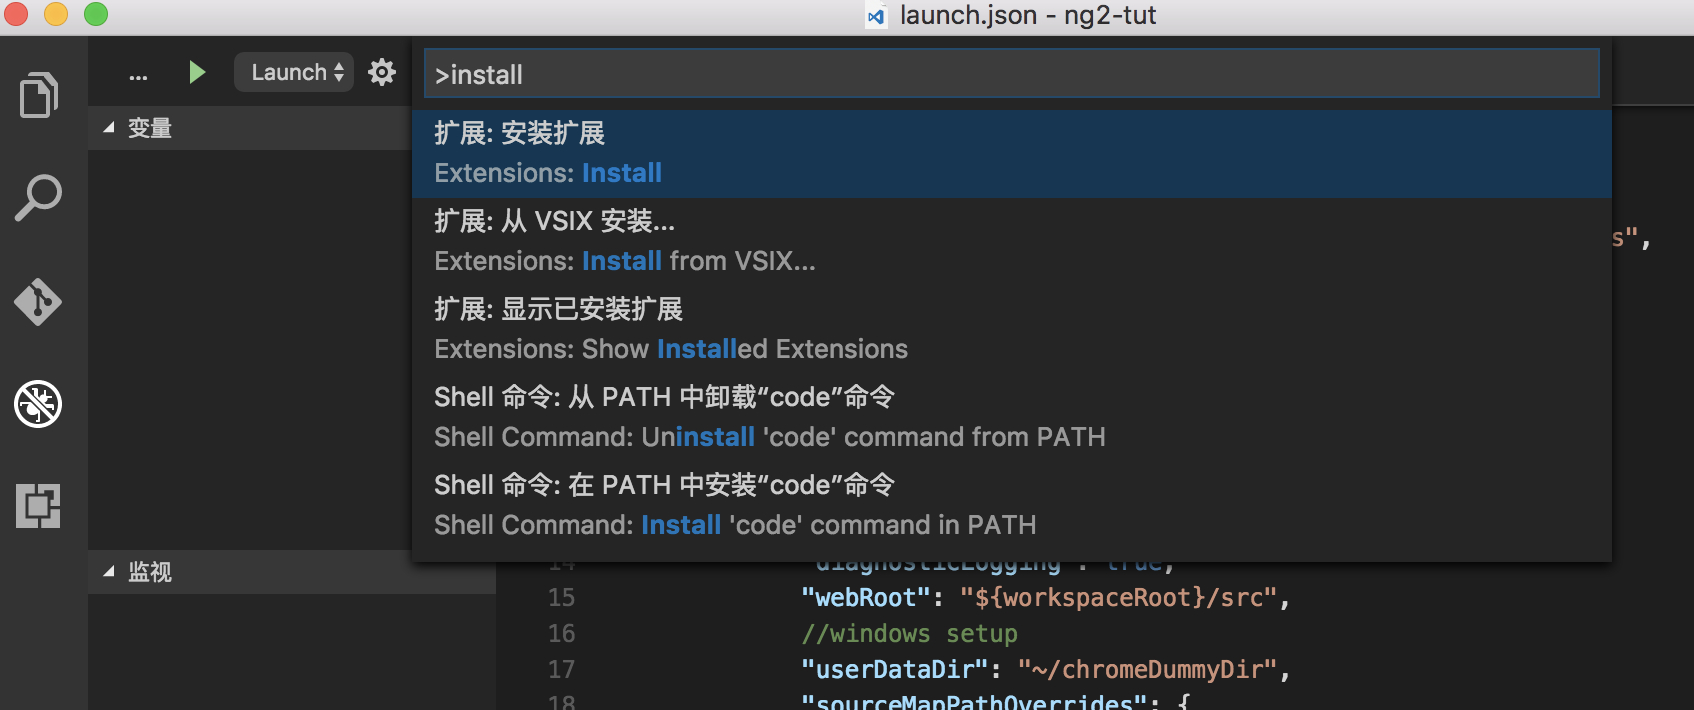 launch.json - ng2-tut
... Launch
>install
变量
扩展: 安装扩展
Extensions: Install
扩展: 从 VSIX 安装...
Extensions: Install from VSIX...
扩展: 显示已安装扩展
Extensions: Show Installed Extensions
Shell 命令: 从 PATH 中卸载“code”命令
Shell Command: Uninstall 'code' command from PATH
Shell 命令: 在 PATH 中安装“code”命令
Shell Command: Install 'code' command in PATH
s",
监视
14 "diagnosticLogging": true,
15 "webRoot": "${workspaceRoot}/src",
16 //windows setup
17 "userDataDir": "~/chromeDummyDir",
18 "sourceMapPathOverrides": {